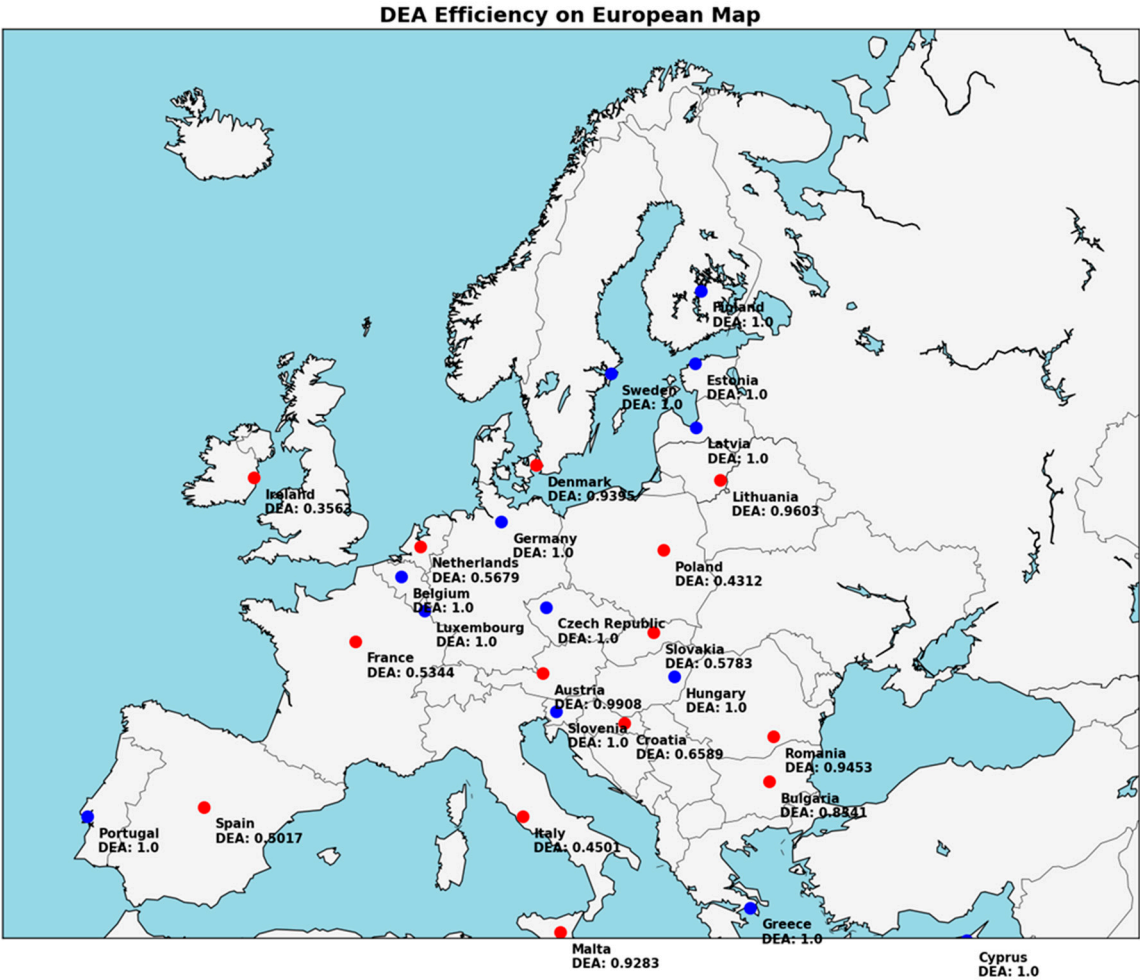 DEA Efficiency on European Map
Finland
DEA: 1.0
Sweden
DEA: 1.0
Estonia
DEA: 1.0
Latvia
DEA: 1.0
Denmark
DEA: 0.9395
Lithuania
DEA: 0.9603
Ireland
DEA: 0.3563
Germany
DEA: 1.0
Netherlands
DEA: 0.5679
Poland
DEA: 0.4312
Belgium
DEA: 1.0
Luxembourg
DEA: 1.0
Czech Republic
DEA: 1.0
Slovakia
DEA: 0.5783
France
DEA: 0.5344
Austria
DEA: 0.9908
Hungary
DEA: 1.0
Slovenia
DEA: 1.0
Croatia
DEA: 0.6589
Romania
DEA: 0.9453
Bulgaria
DEA: 0.8341
Portugal
DEA: 1.0
Spain
DEA: 0.5017
Italy
DEA: 0.4501
Greece
DEA: 1.0
Malta
DEA: 0.9283
Cyprus
DEA: 1.0